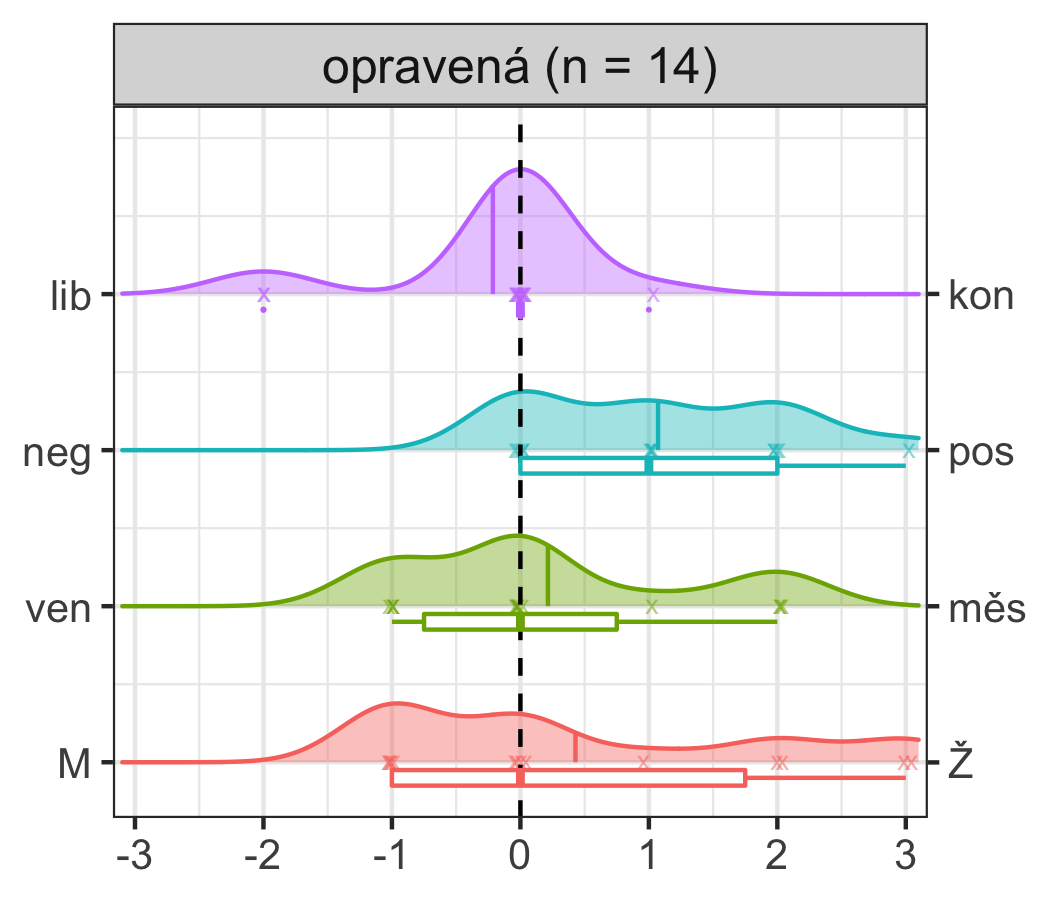 opravená (n = 14)
lib kon
neg pos
ven měs
M Ž
-3 -2 -1 0 1 2 3